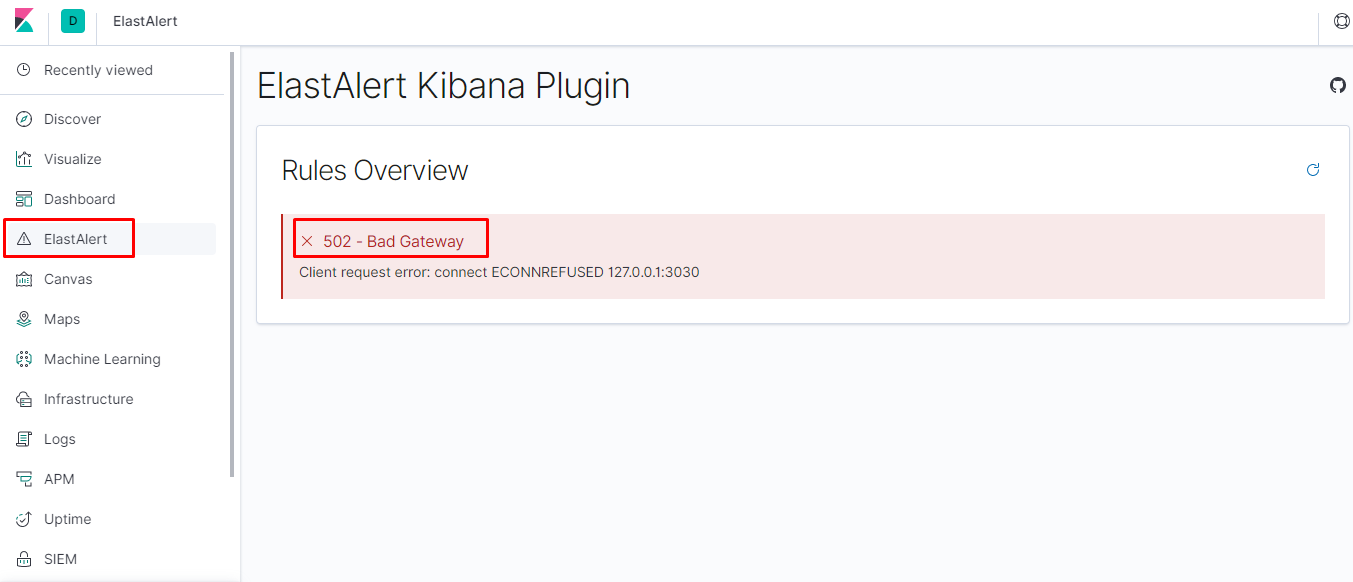 D ElastAlert
Recently viewed
Discover
Visualize
Dashboard
ElastAlert
Canvas
Maps
Machine Learning
Infrastructure
Logs
APM
Uptime
SIEM
ElastAlert Kibana Plugin
Rules Overview
502 - Bad Gateway
Client request error: connect ECONNREFUSED 127.0.0.1:3030